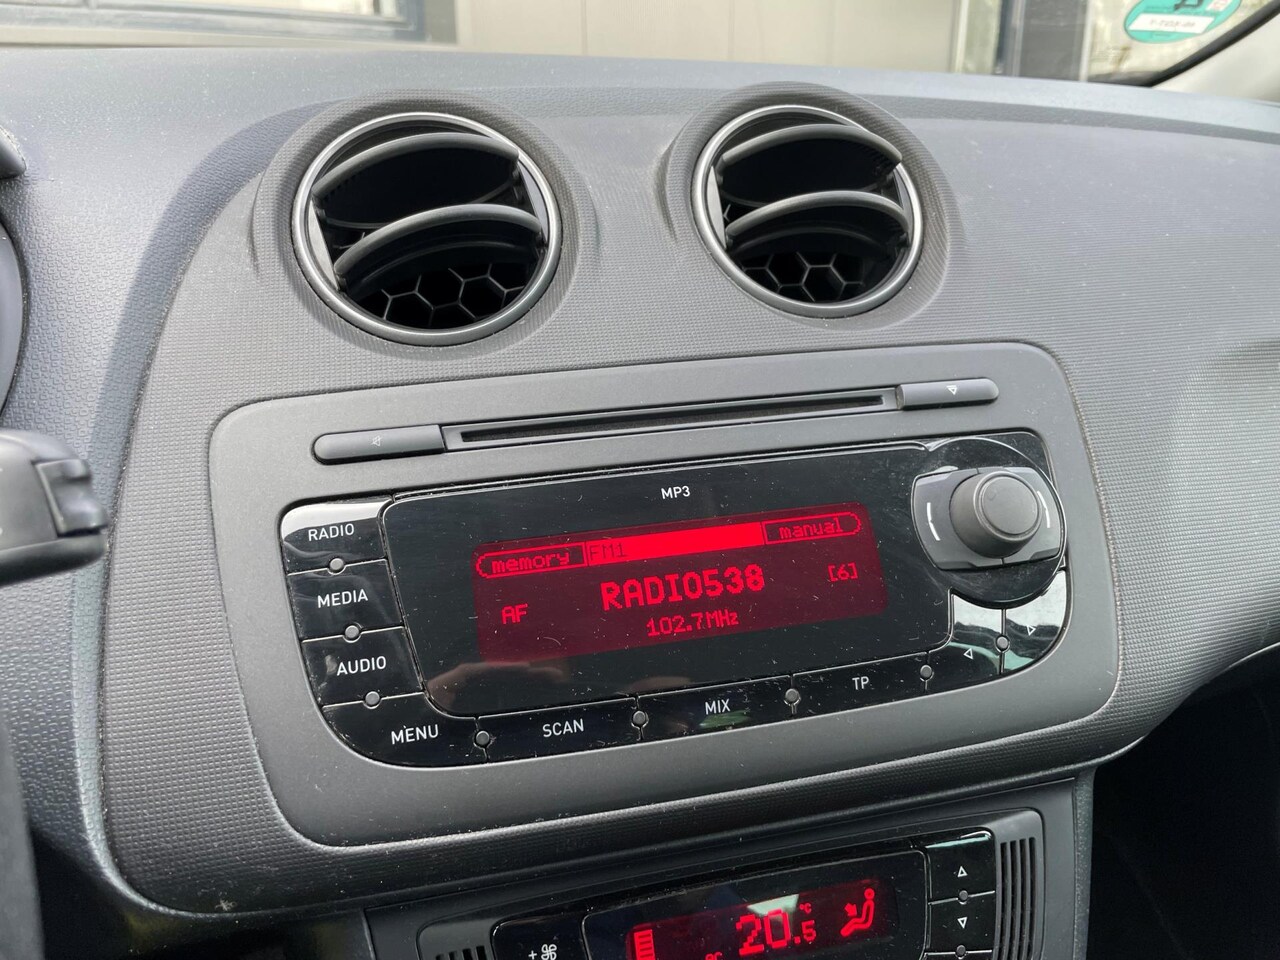 MP3
RADIO
MEDIA
AUDIO
MENU
SCAN
MIX
TP
memory FM1 manual
RADIO538 [6]
AF
102.7MHz
20.5 °C